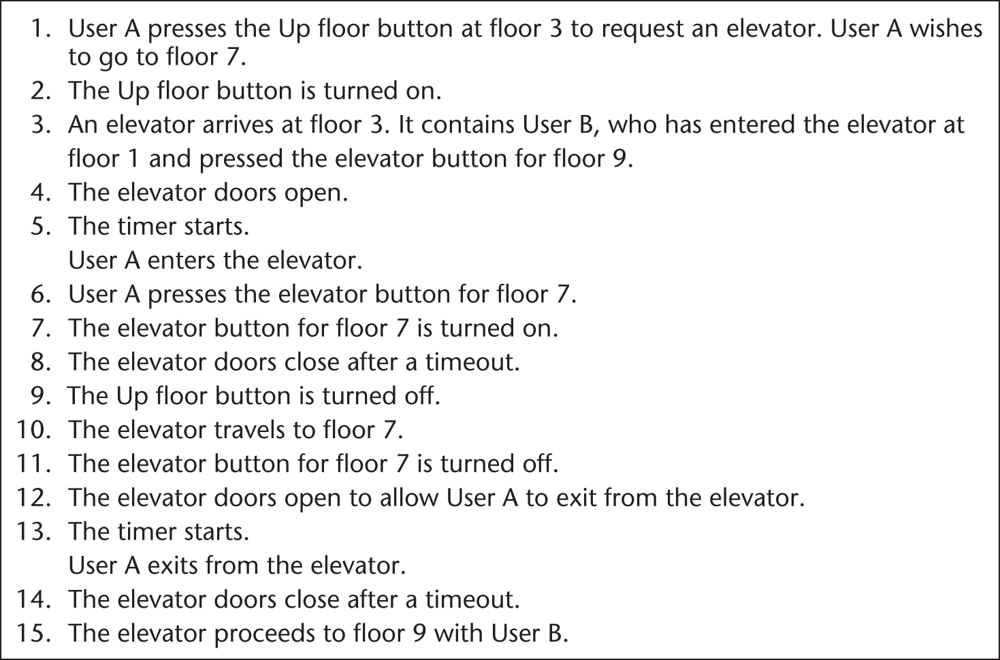 1. User A presses the Up floor button at floor 3 to request an elevator. User A wishes
to go to floor 7.
2. The Up floor button is turned on.
3. An elevator arrives at floor 3. It contains User B, who has entered the elevator at
floor 1 and pressed the elevator button for floor 9.
4. The elevator doors open.
5. The timer starts.
User A enters the elevator.
6. User A presses the elevator button for floor 7.
7. The elevator button for floor 7 is turned on.
8. The elevator doors close after a timeout.
9. The Up floor button is turned off.
10. The elevator travels to floor 7.
11. The elevator button for floor 7 is turned off.
12. The elevator doors open to allow User A to exit from the elevator.
13. The timer starts.
User A exits from the elevator.
14. The elevator doors close after a timeout.
15. The elevator proceeds to floor 9 with User B.